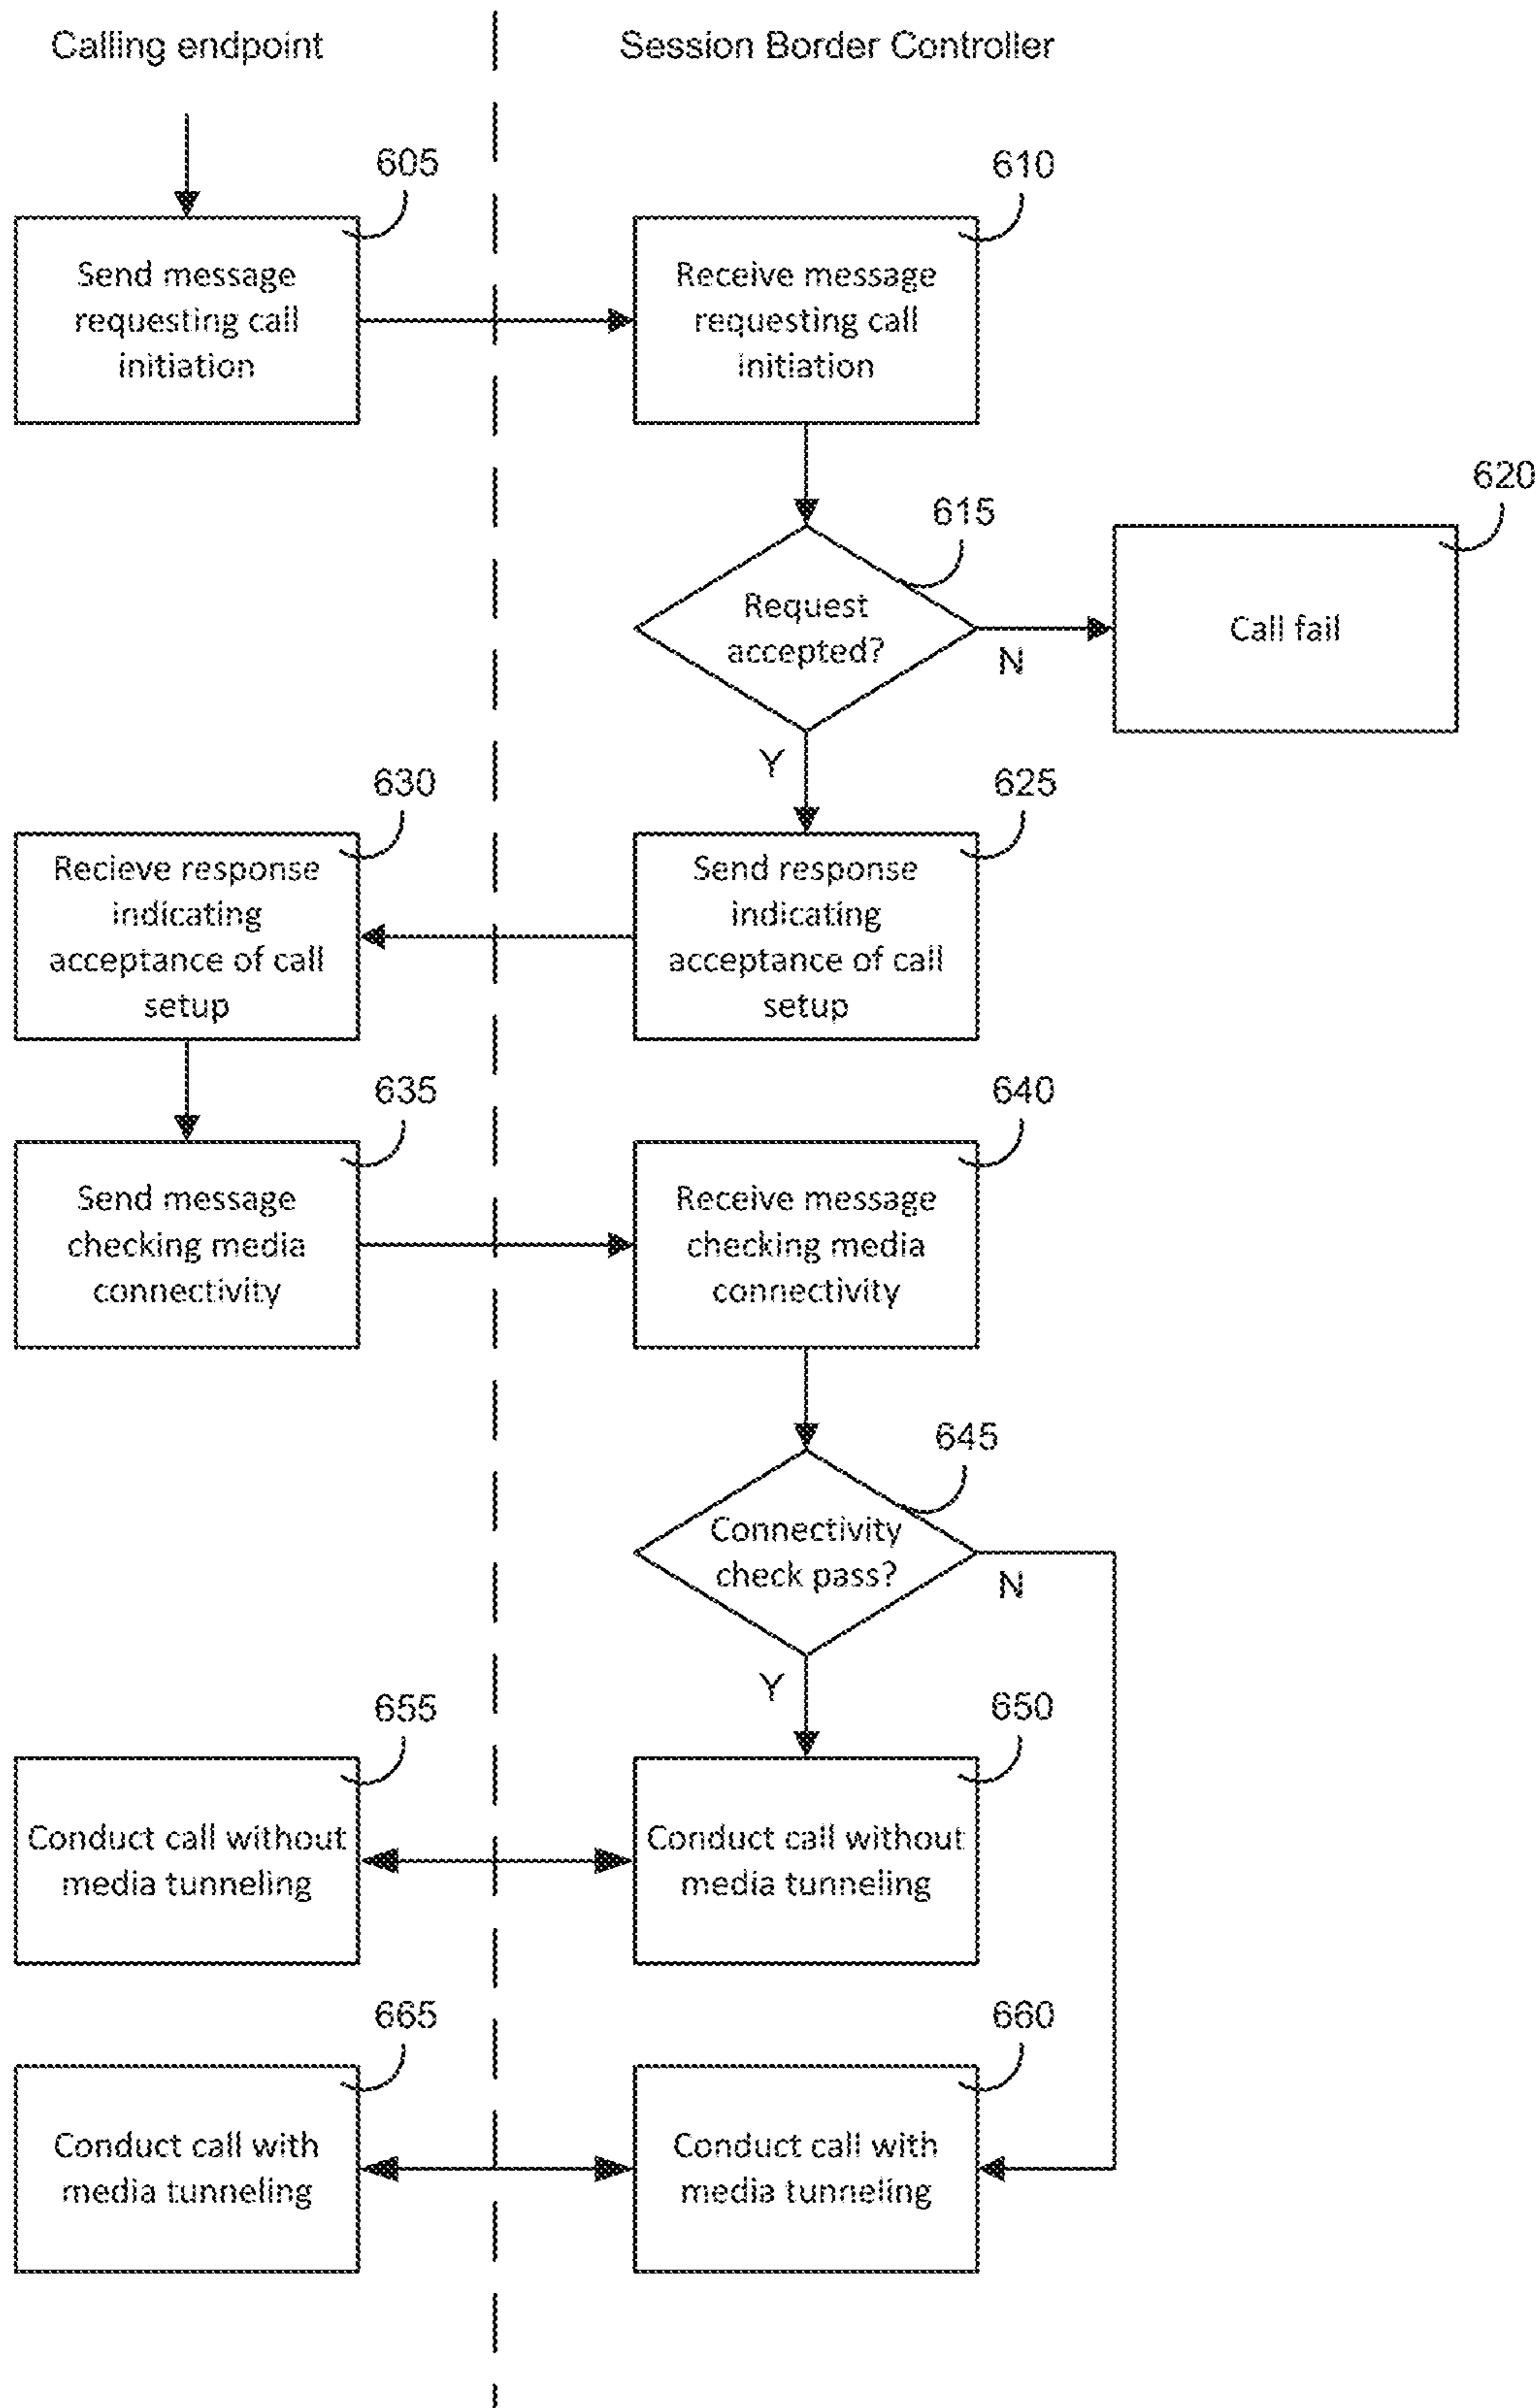 Calling endpoint
Session Border Controller
605
610
Send message
requesting call
initiation
Receive message
requesting call
initiation
615
620
Request
accepted?
N
Call fail
Y
630
625
Recieve response
indicating
acceptance of call
setup
Send response
indicating
acceptance of call
setup
635
640
Send message
checking media
connectivity
Receive message
checking media
connectivity
645
Connectivity
check pass?
N
Y
655
650
Conduct call without
media tunneling
Conduct call without
media tunneling
665
660
Conduct call with
media tunneling
Conduct call with
media tunneling